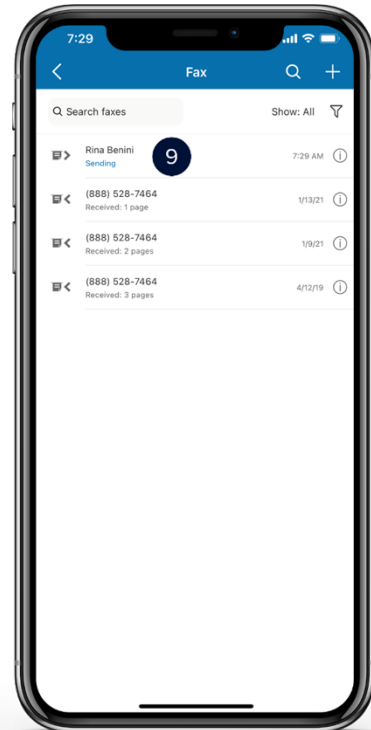 7:29
Fax
Search faxes
Show: All
Rina Benini
Sending
9
7:29 AM
(888) 528-7464
Received: 1 page
1/13/21
(888) 528-7464
Received: 2 pages
1/9/21
(888) 528-7464
Received: 3 pages
4/12/19